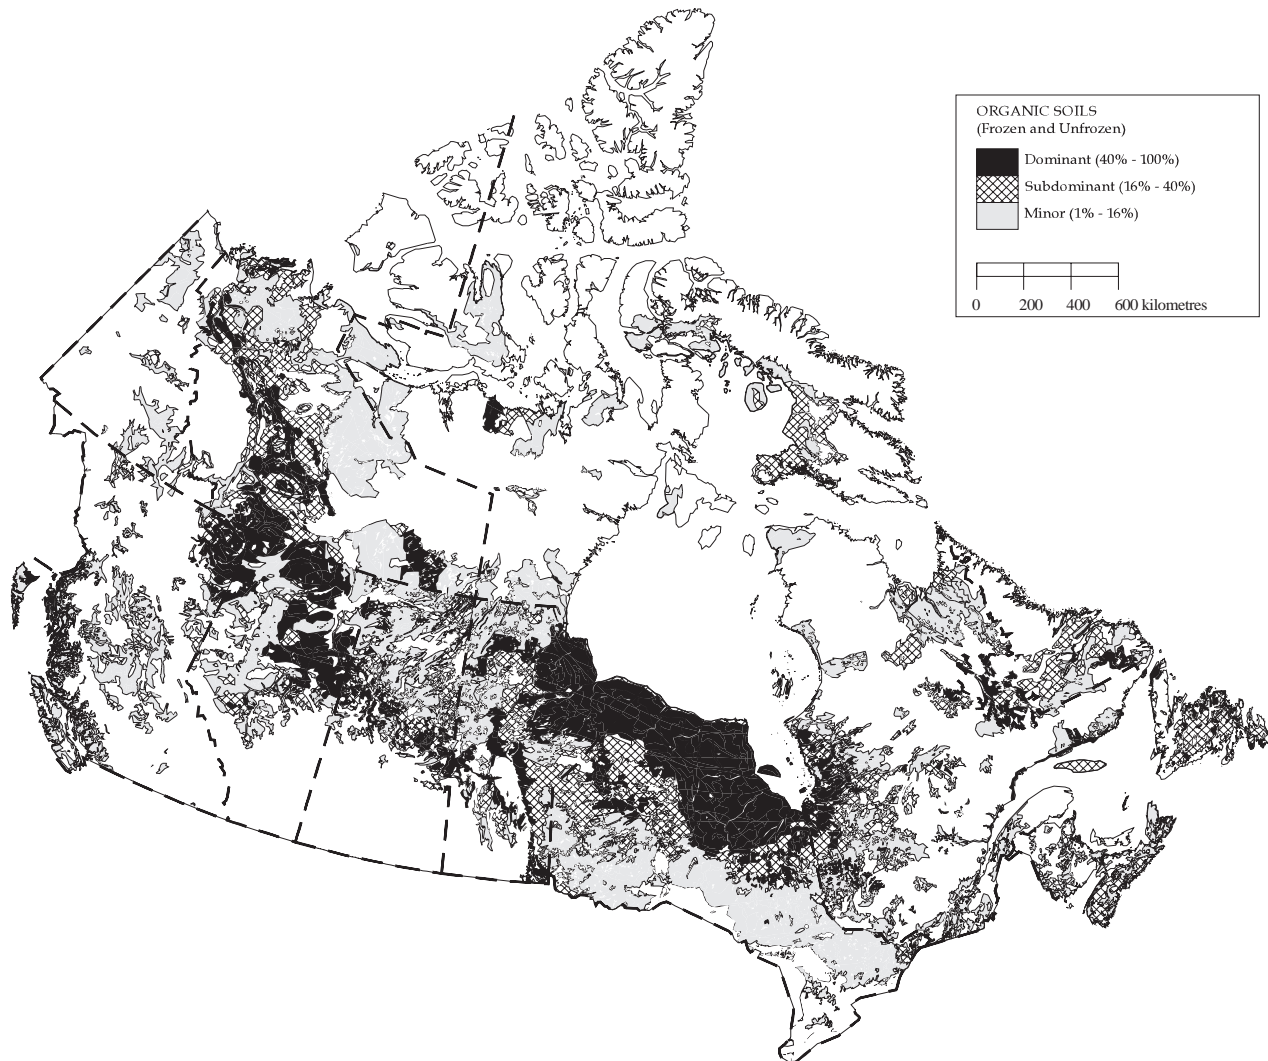 ORGANIC SOILS
(Frozen and Unfrozen)
Dominant (40% - 100%)
Subdominant (16% - 40%)
Minor (1% - 16%)
0 200 400 600 kilometres